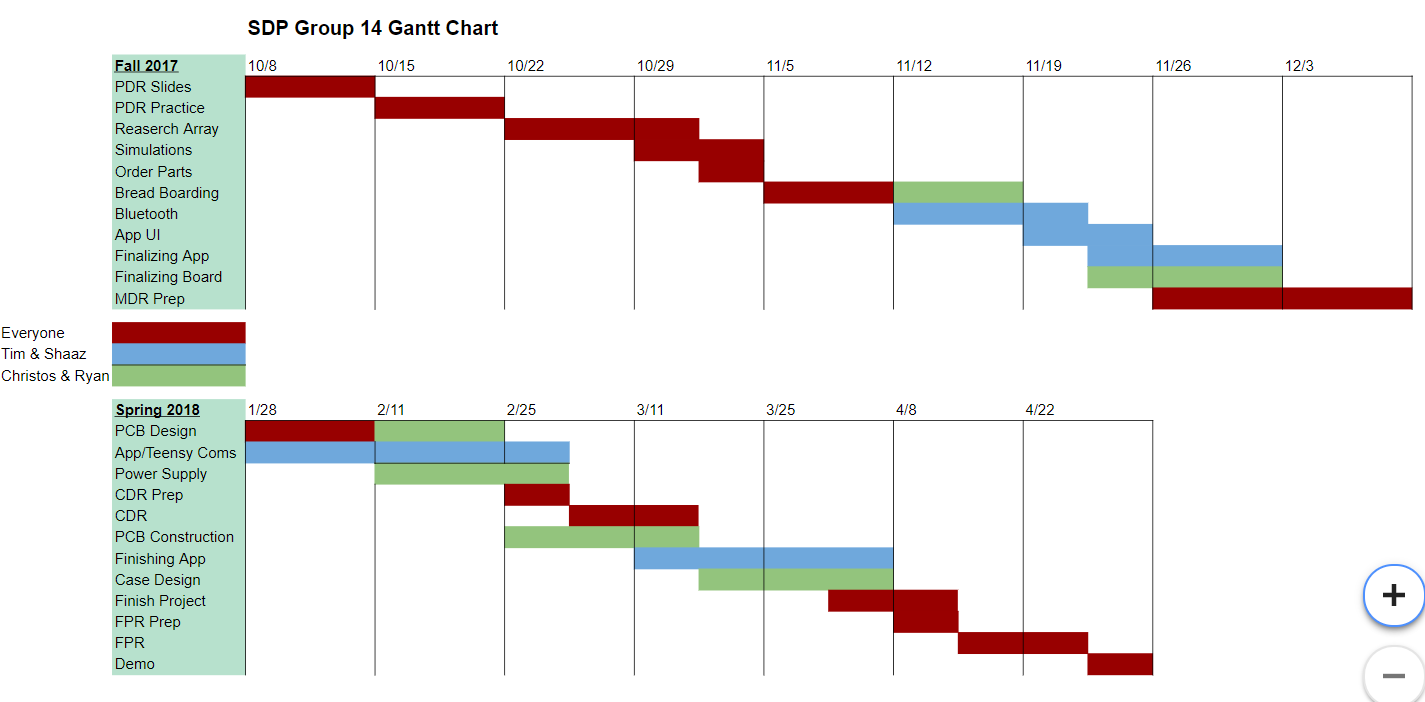 SDP Group 14 Gantt Chart
Fall 2017 10/8 10/15 10/22 10/29 11/5 11/12 11/19 11/26 12/3
PDR Slides
PDR Practice
Reaserch Array
Simulations
Order Parts
Bread Boarding
Bluetooth
App UI
Finalizing App
Finalizing Board
MDR Prep
Everyone
Tim & Shaaz
Christos & Ryan
Spring 2018 1/28 2/11 2/25 3/11 3/25 4/8 4/22
PCB Design
App/Teensy Coms
Power Supply
CDR Prep
CDR
PCB Construction
Finishing App
Case Design
Finish Project
FPR Prep
FPR
Demo